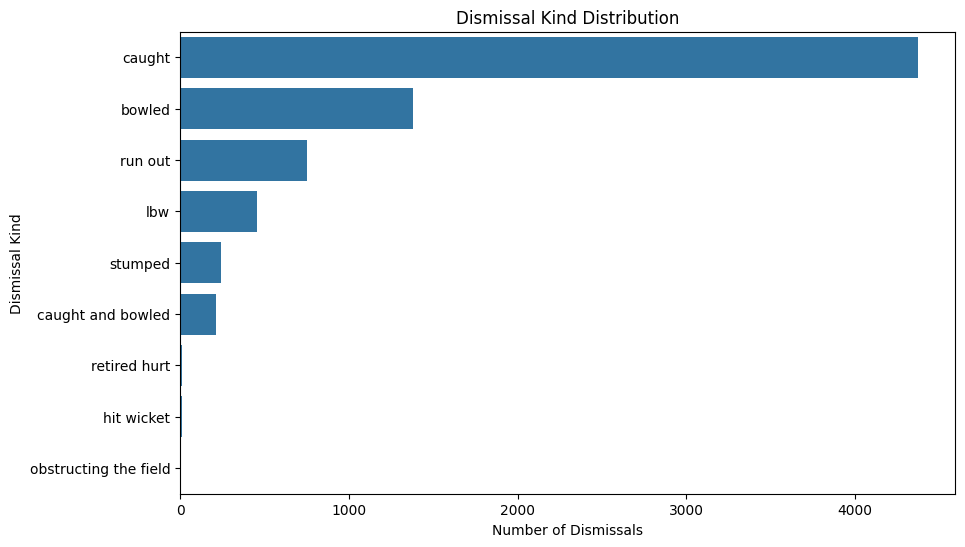 Dismissal Kind Distribution
Dismissal Kind
caught
bowled
run out
lbw
stumped
caught and bowled
retired hurt
hit wicket
obstructing the field
0 1000 2000 3000 4000
Number of Dismissals